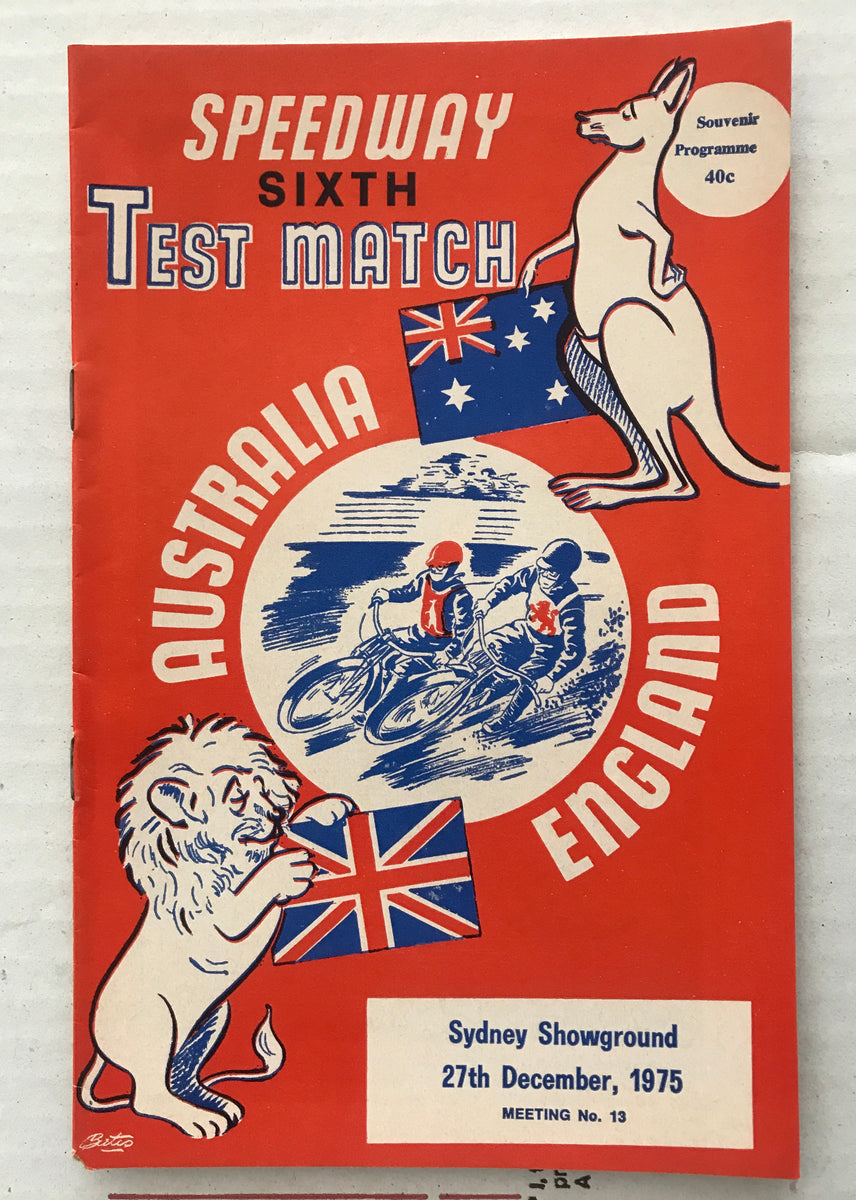 SPEEDWAY
SIXTH
TEST MATCH
Souvenir
Programme
40c
AUSTRALIA
ENGLAND
Sydney Showground
27th December, 1975
MEETING No. 13